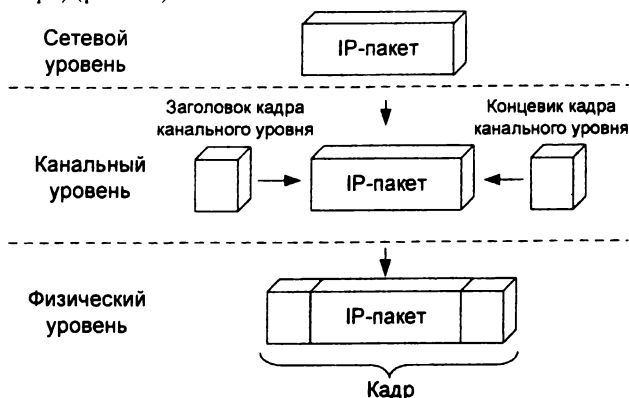 Сетевой
уровень
IP-пакет
Заголовок кадра
канального уровня
Концевик кадра
канального уровня
Канальный
уровень
IP-пакет
Физический
уровень
IP-пакет
Кадр